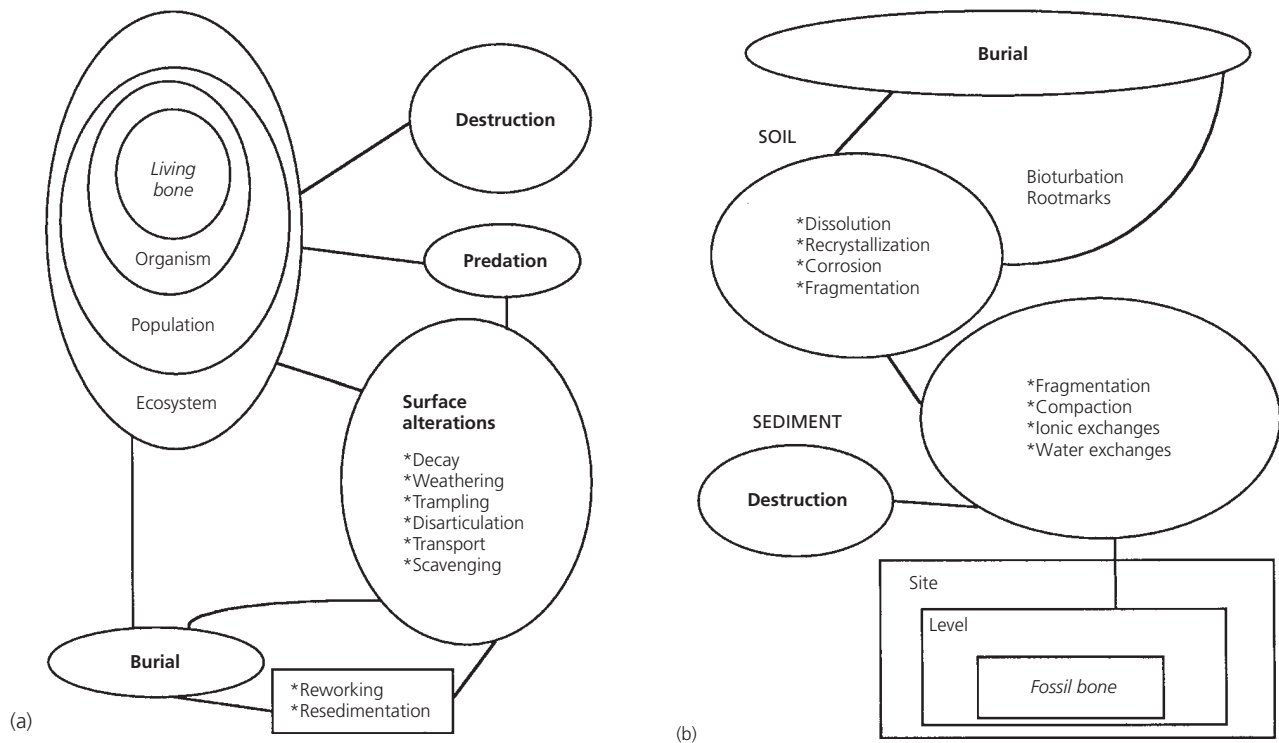 Living
bone
Organism
Population
Ecosystem
Destruction
Predation
Surface
alterations
*Decay
*Weathering
*Trampling
*Disarticulation
*Transport
*Scavenging
Burial
*Reworking
*Resedimentation
(a)
Burial
SOIL
Bioturbation
Rootmarks
*Dissolution
*Recrystallization
*Corrosion
*Fragmentation
*Fragmentation
*Compaction
*Ionic exchanges
*Water exchanges
SEDIMENT
Destruction
Site
Level
Fossil bone
(b)